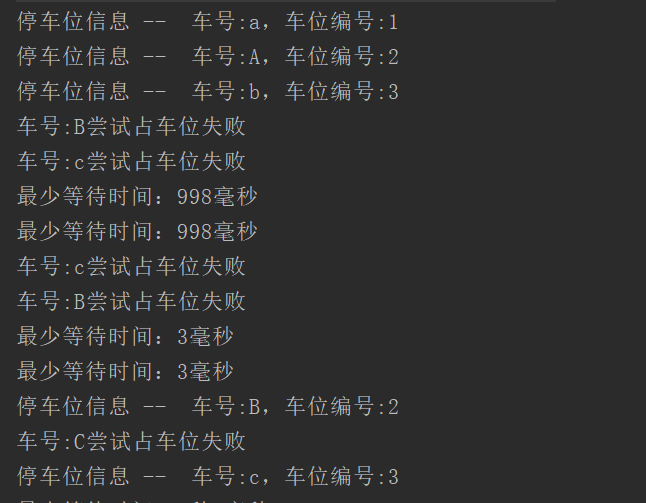 停车位信息 --  车号:a，车位编号:1
停车位信息 --  车号:A，车位编号:2
停车位信息 --  车号:b，车位编号:3
车号:B尝试占车位失败
车号:c尝试占车位失败
最少等待时间：998毫秒
最少等待时间：998毫秒
车号:c尝试占车位失败
车号:B尝试占车位失败
最少等待时间：3毫秒
最少等待时间：3毫秒
停车位信息 --  车号:B，车位编号:2
车号:C尝试占车位失败
停车位信息 --  车号:c，车位编号:3